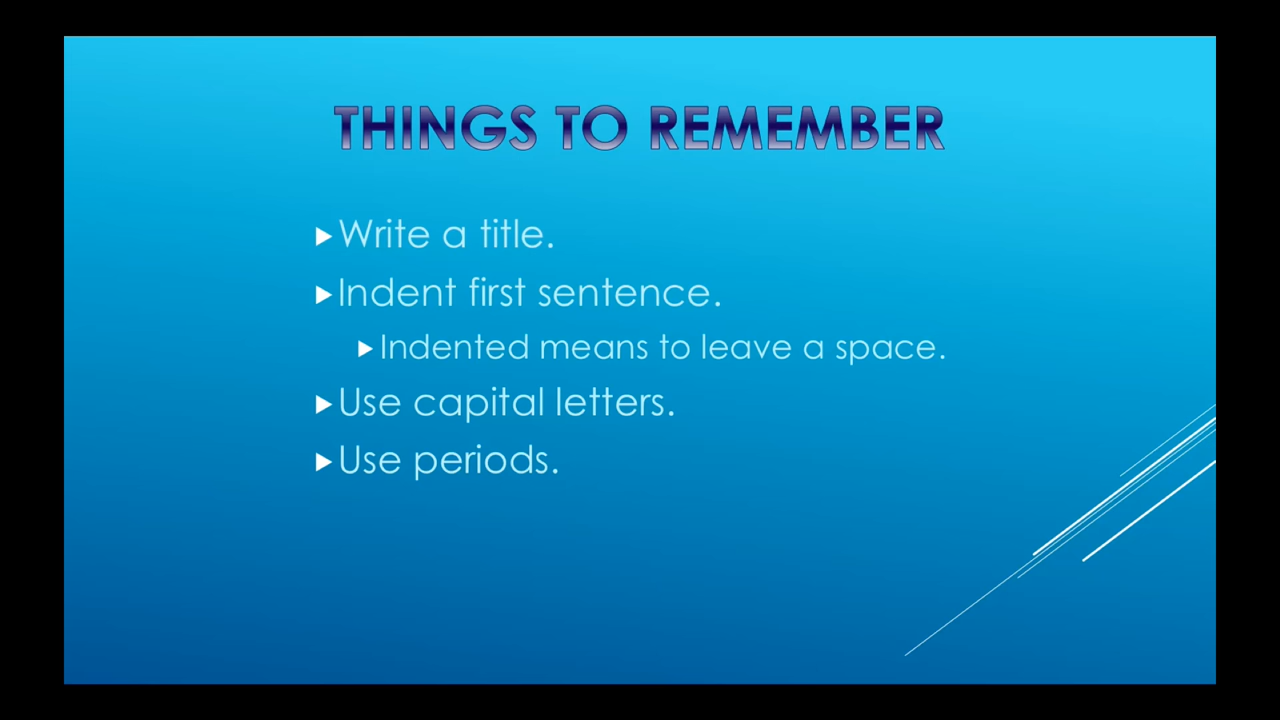 THINGS TO REMEMBER
Write a title.
Indent first sentence.
Indented means to leave a space.
Use capital letters.
Use periods.